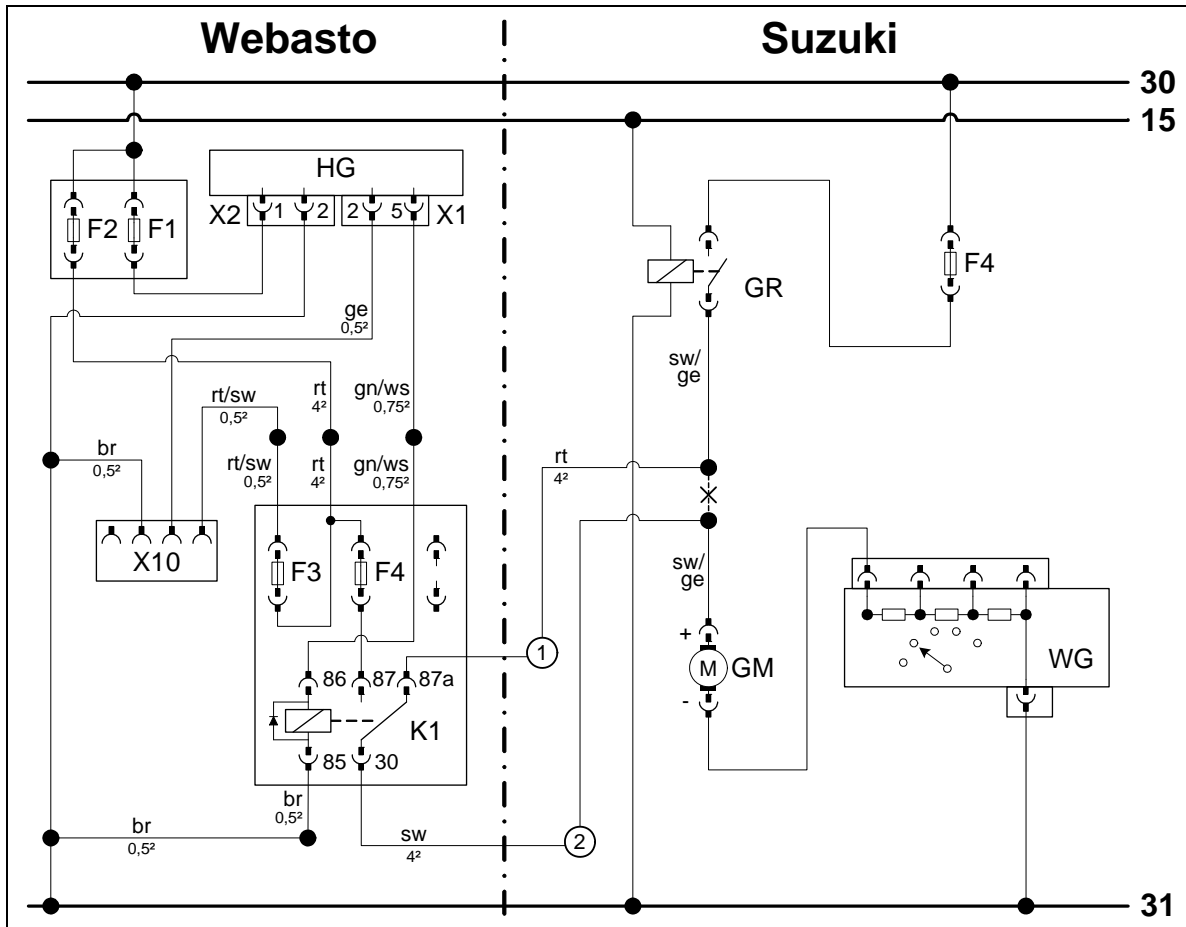 Webasto
Suzuki
30
15
HG
F2
F1
X2
1
2
2
5
X1
F4
GR
ge
0,5²
sw/
ge
rt/sw
0,5²
rt
4²
gn/ws
0,75²
br
0,5²
rt/sw
0,5²
rt
4²
gn/ws
0,75²
rt
4²
X10
F3
F4
sw/
ge
+
M
GM
-
WG
1
86
87
87a
K1
85
30
br
0,5²
br
0,5²
sw
4²
2
31